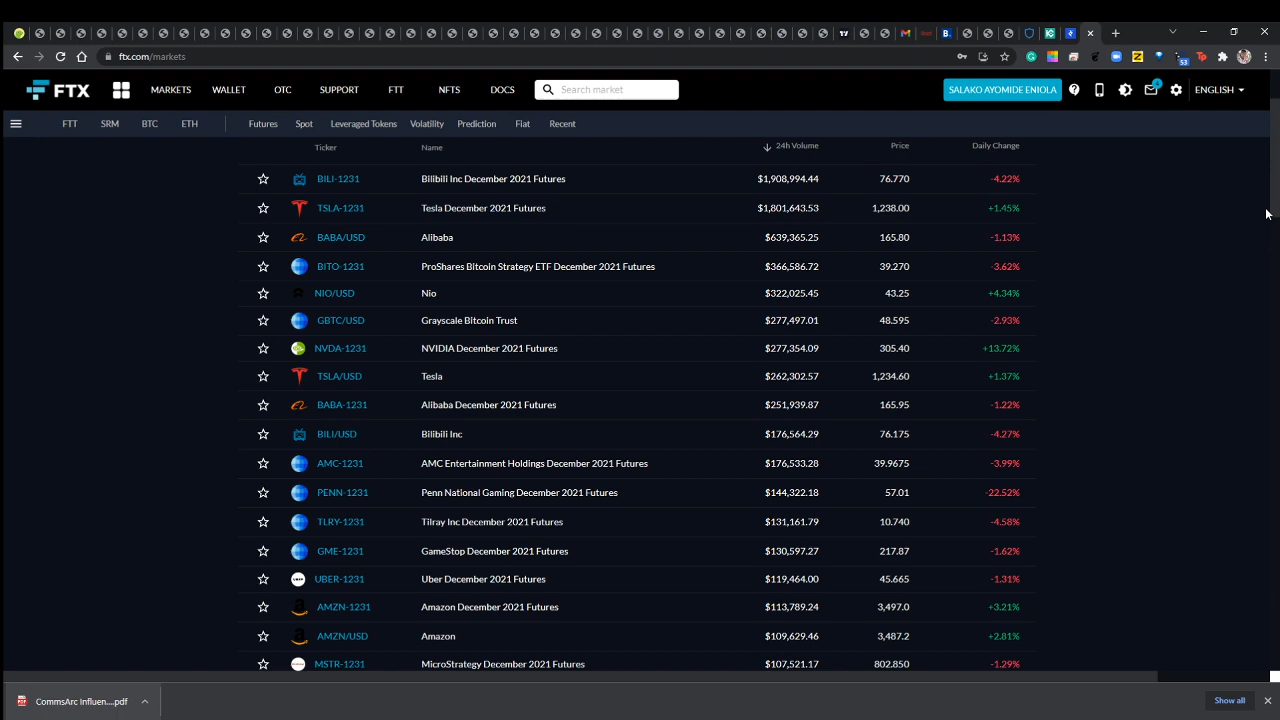 ftx.com/markets
53
FTX MARKETS WALLET OTC SUPPORT FTT NFTS DOCS Search market SALAKO AYOMIDE ENIOLA 4 ENGLISH
FTT SRM BTC ETH Futures Spot Leveraged Tokens Volatility Prediction Fiat Recent
Ticker Name 24h Volume Price Daily Change
BILI-1231 Bilibili Inc December 2021 Futures $1,908,994.44 76.770 -4.22%
TSLA-1231 Tesla December 2021 Futures $1,801,643.53 1,238.00 +1.45%
BABA/USD Alibaba $639,365.25 165.80 -1.13%
BITO-1231 ProShares Bitcoin Strategy ETF December 2021 Futures $366,586.72 39.270 -3.62%
NIO/USD Nio $322,025.45 43.25 +4.34%
GBTC/USD Grayscale Bitcoin Trust $277,497.01 48.595 -2.93%
NVDA-1231 NVIDIA December 2021 Futures $277,354.09 305.40 +13.72%
TSLA/USD Tesla $262,302.57 1,234.60 +1.37%
BABA-1231 Alibaba December 2021 Futures $251,939.87 165.95 -1.22%
BILI/USD Bilibili Inc $176,564.29 76.175 -4.27%
AMC-1231 AMC Entertainment Holdings December 2021 Futures $176,533.28 39.9675 -3.99%
PENN-1231 Penn National Gaming December 2021 Futures $144,322.18 57.01 -22.52%
TLRY-1231 Tilray Inc December 2021 Futures $131,161.79 10.740 -4.58%
GME-1231 GameStop December 2021 Futures $130,597.27 217.87 -1.62%
UBER-1231 Uber December 2021 Futures $119,464.00 45.665 -1.31%
AMZN-1231 Amazon December 2021 Futures $113,789.24 3,497.0 +3.21%
AMZN/USD Amazon $109,629.46 3,487.2 +2.81%
MSTR-1231 MicroStrategy December 2021 Futures $107,521.17 802.850 -1.29%
CommsArc Influen....pdf Show all